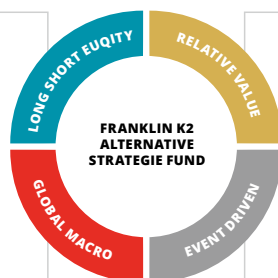 LONG SHORT EUQITY
RELATIVE VALUE
FRANKLIN K2
ALTERNATIVE
STRATEGIE FUND
GLOBAL MACRO
EVENT DRIVEN